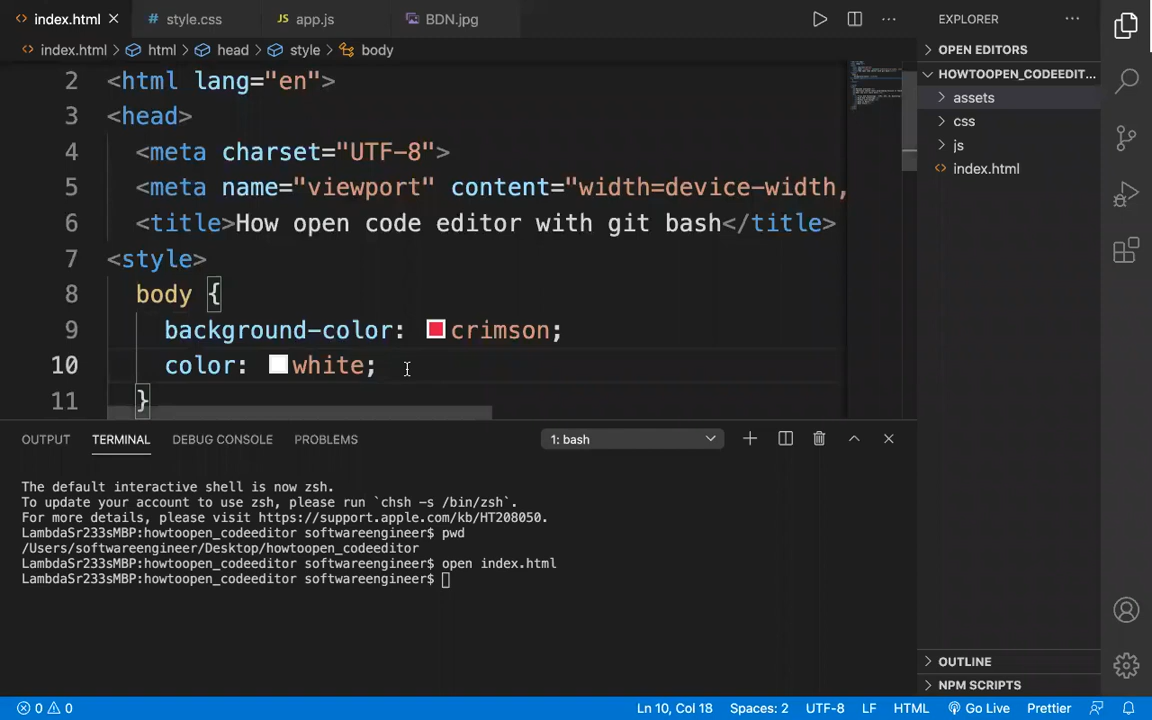 index.html
style.css
app.js
BDN.jpg
EXPLORER
index.html
html
head
style
body
OPEN EDITORS
HOWTOOPEN_CODEEDIT...
assets
css
js
index.html
2 <html lang="en">
3 <head>
4 <meta charset="UTF-8">
5 <meta name="viewport" content="width=device-width,
6 <title>How open code editor with git bash</title>
7 <style>
8 body {
9 background-color: crimson;
10 color: white;
11 }
OUTPUT
TERMINAL
DEBUG CONSOLE
PROBLEMS
1: bash
The default interactive shell is now zsh.
To update your account to use zsh, please run `chsh -s /bin/zsh`.
For more details, please visit https://support.apple.com/kb/HT208050.
LambdaSr233sMBP:howtoopen_codeeditor softwareengineer$ pwd
/Users/softwareengineer/Desktop/howtoopen_codeeditor
LambdaSr233sMBP:howtoopen_codeeditor softwareengineer$ open index.html
LambdaSr233sMBP:howtoopen_codeeditor softwareengineer$
OUTLINE
NPM SCRIPTS
0 0
Ln 10, Col 18
Spaces: 2
UTF-8
LF
HTML
Go Live
Prettier